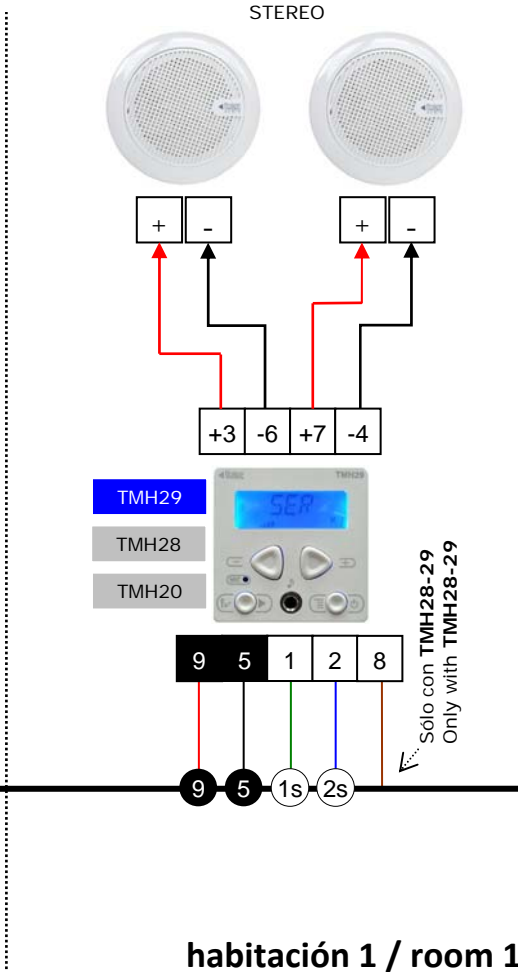 STEREO
+ - + -
+3 -6 +7 -4
TMH29
TMH29
SER
TMH28
TMH20
9 5 1 2 8
Sólo con TMH28-29
Only with TMH28-29
9 5 1s 2s
habitación 1 / room 1